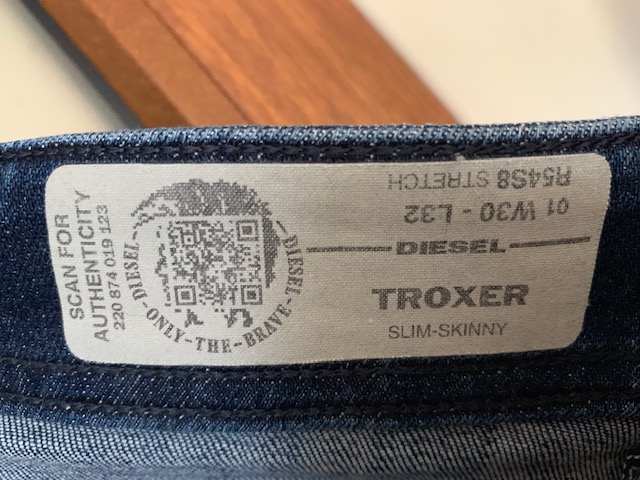 SCAN FOR
AUTHENTICITY
220 874 019 123
DIESEL - ONLY-THE-BRAVE - DIESEL
R54S8 STRETCH
01 W30 - L32
DIESEL
TROXER
SLIM-SKINNY